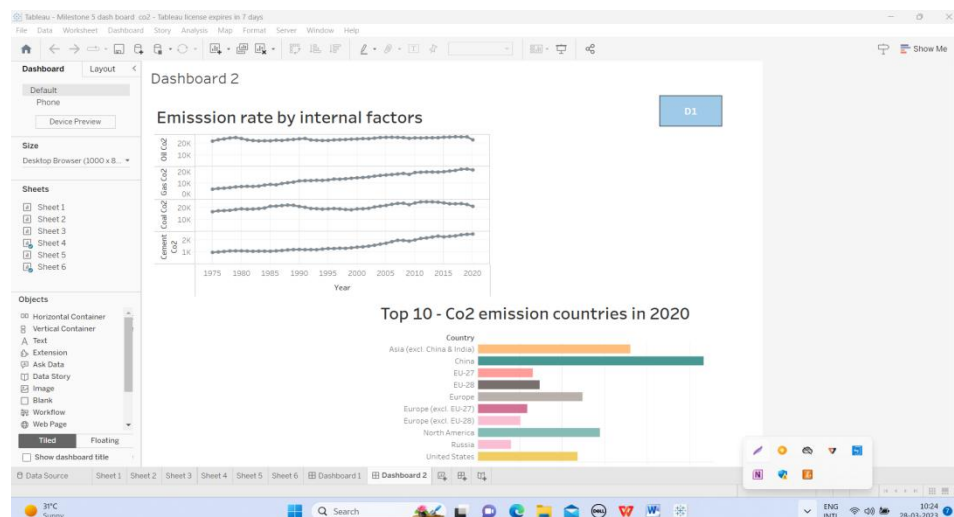 Tableau - Milestone 5 dash board co2 - Tableau license expires in 7 days
File Data Worksheet Dashboard Story Analysis Map Format Server Window Help
Show Me
Dashboard Layout
Default
Phone
Device Preview
Size
Desktop Browser (1000 x 8...
Sheets
Sheet 1
Sheet 2
Sheet 3
Sheet 4
Sheet 5
Sheet 6
Objects
Horizontal Container
Vertical Container
Text
Extension
Ask Data
Data Story
Image
Blank
Workflow
Web Page
Tiled Floating
Show dashboard title
Dashboard 2
D1
Emisssion rate by internal factors
Oil Co2
20K
10K
Gas Co2
20K
10K
0K
Coal Co2
20K
10K
Cement Co2
2K
1K
1975 1980 1985 1990 1995 2000 2005 2010 2015 2020
Year
Top 10 - Co2 emission countries in 2020
Country
Asia (excl. China & India)
China
EU-27
EU-28
Europe
Europe (excl. EU-27)
Europe (excl. EU-28)
North America
Russia
United States
Data Source Sheet 1 Sheet 2 Sheet 3 Sheet 4 Sheet 5 Sheet 6 Dashboard 1 Dashboard 2
31°C
Sunny
Search
ENG
INTL
10:24
28-03-2023